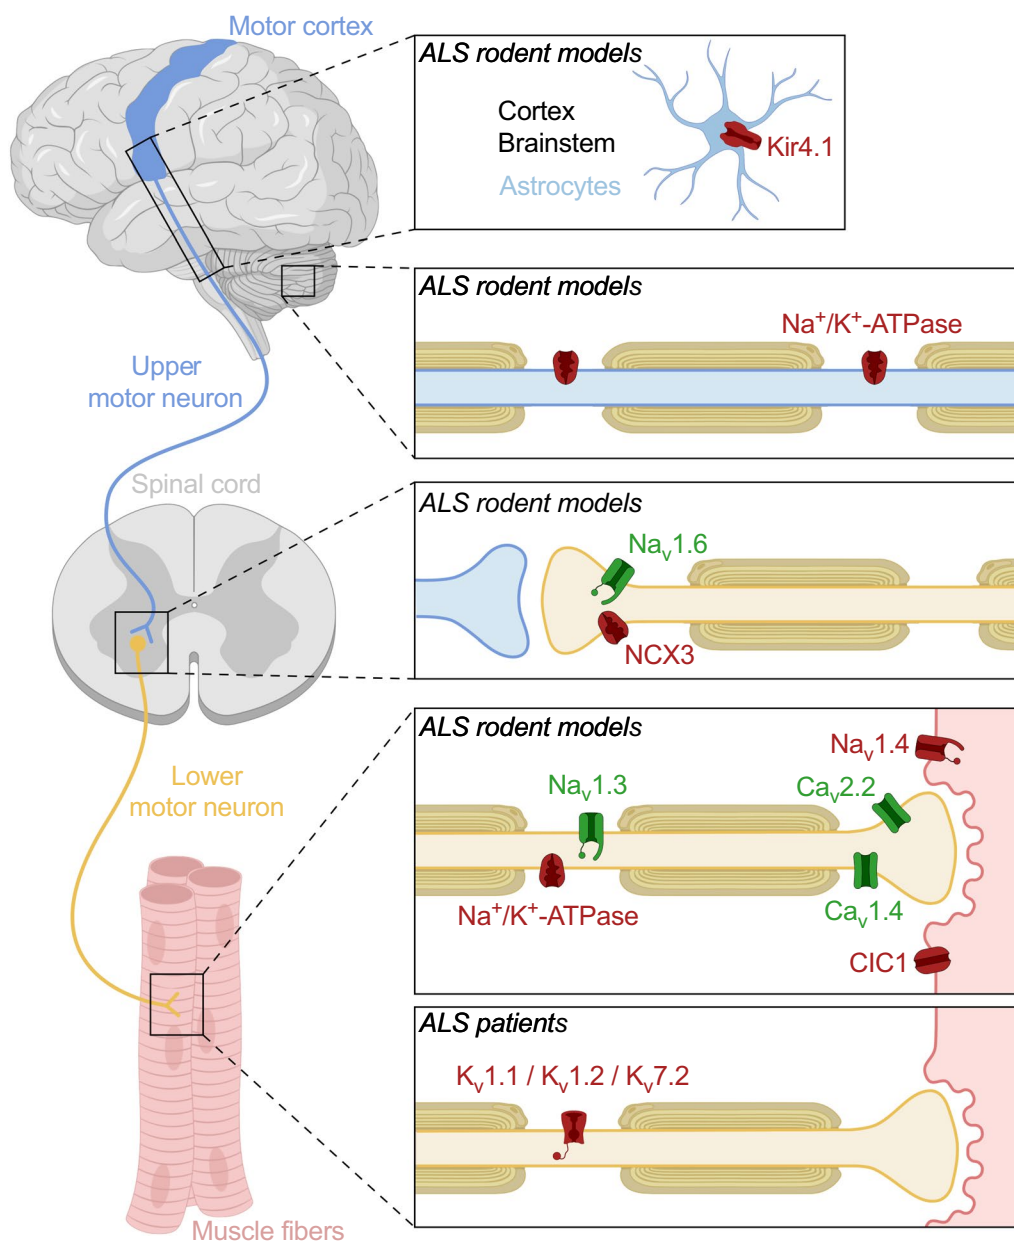 Motor cortex
ALS rodent models
Cortex
Brainstem
Astrocytes
Kir4.1
ALS rodent models
Na⁺/K⁺-ATPase
Upper
motor neuron
Spinal cord
ALS rodent models
Naᵥ1.6
NCX3
Lower
motor neuron
ALS rodent models
Naᵥ1.4
Naᵥ1.3
Caᵥ2.2
Na⁺/K⁺-ATPase
Caᵥ1.4
ClC1
ALS patients
Kᵥ1.1 / Kᵥ1.2 / Kᵥ7.2
Muscle fibers